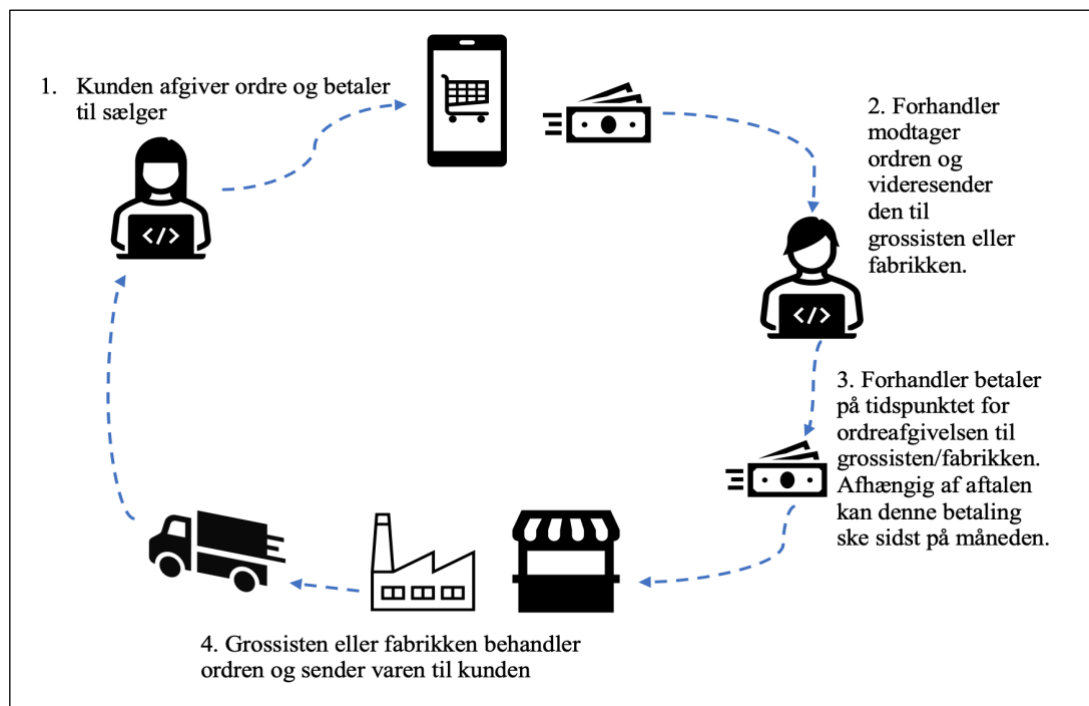 1. Kunden afgiver ordre og betaler
til sælger
2. Forhandler
modtager
ordren og
videresender
den til
grossisten eller
fabrikken.
</>
</>
3. Forhandler betaler
på tidspunktet for
ordreafgivelsen til
grossisten/fabrikken.
Afhængig af aftalen
kan denne betaling
ske sidst på måneden.
4. Grossisten eller fabrikken behandler
ordren og sender varen til kunden